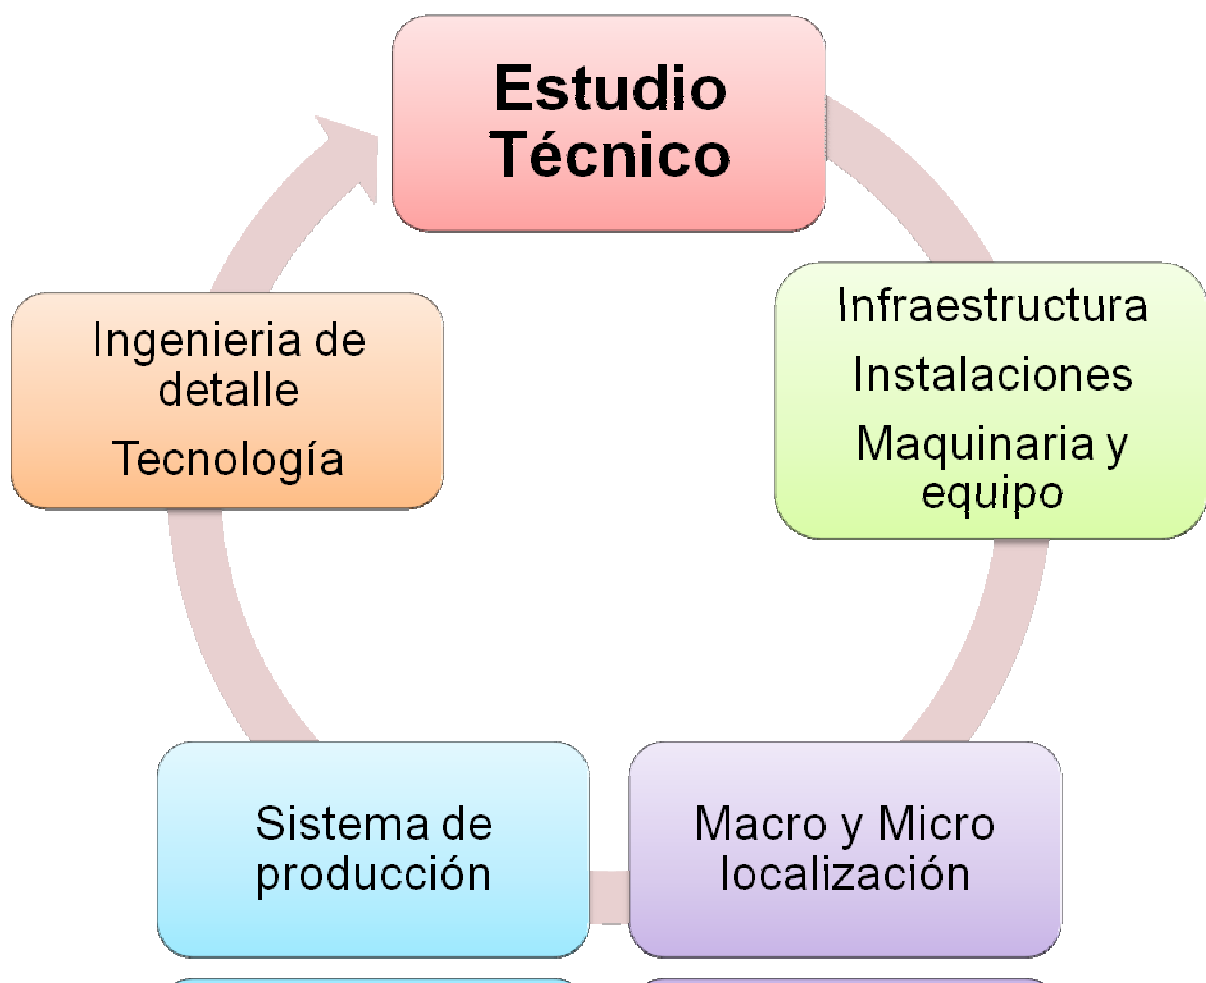 Estudio
Técnico
Infraestructura
Instalaciones
Maquinaria y
equipo
Macro y Micro
localización
Sistema de
producción
Ingenieria de
detalle
Tecnología